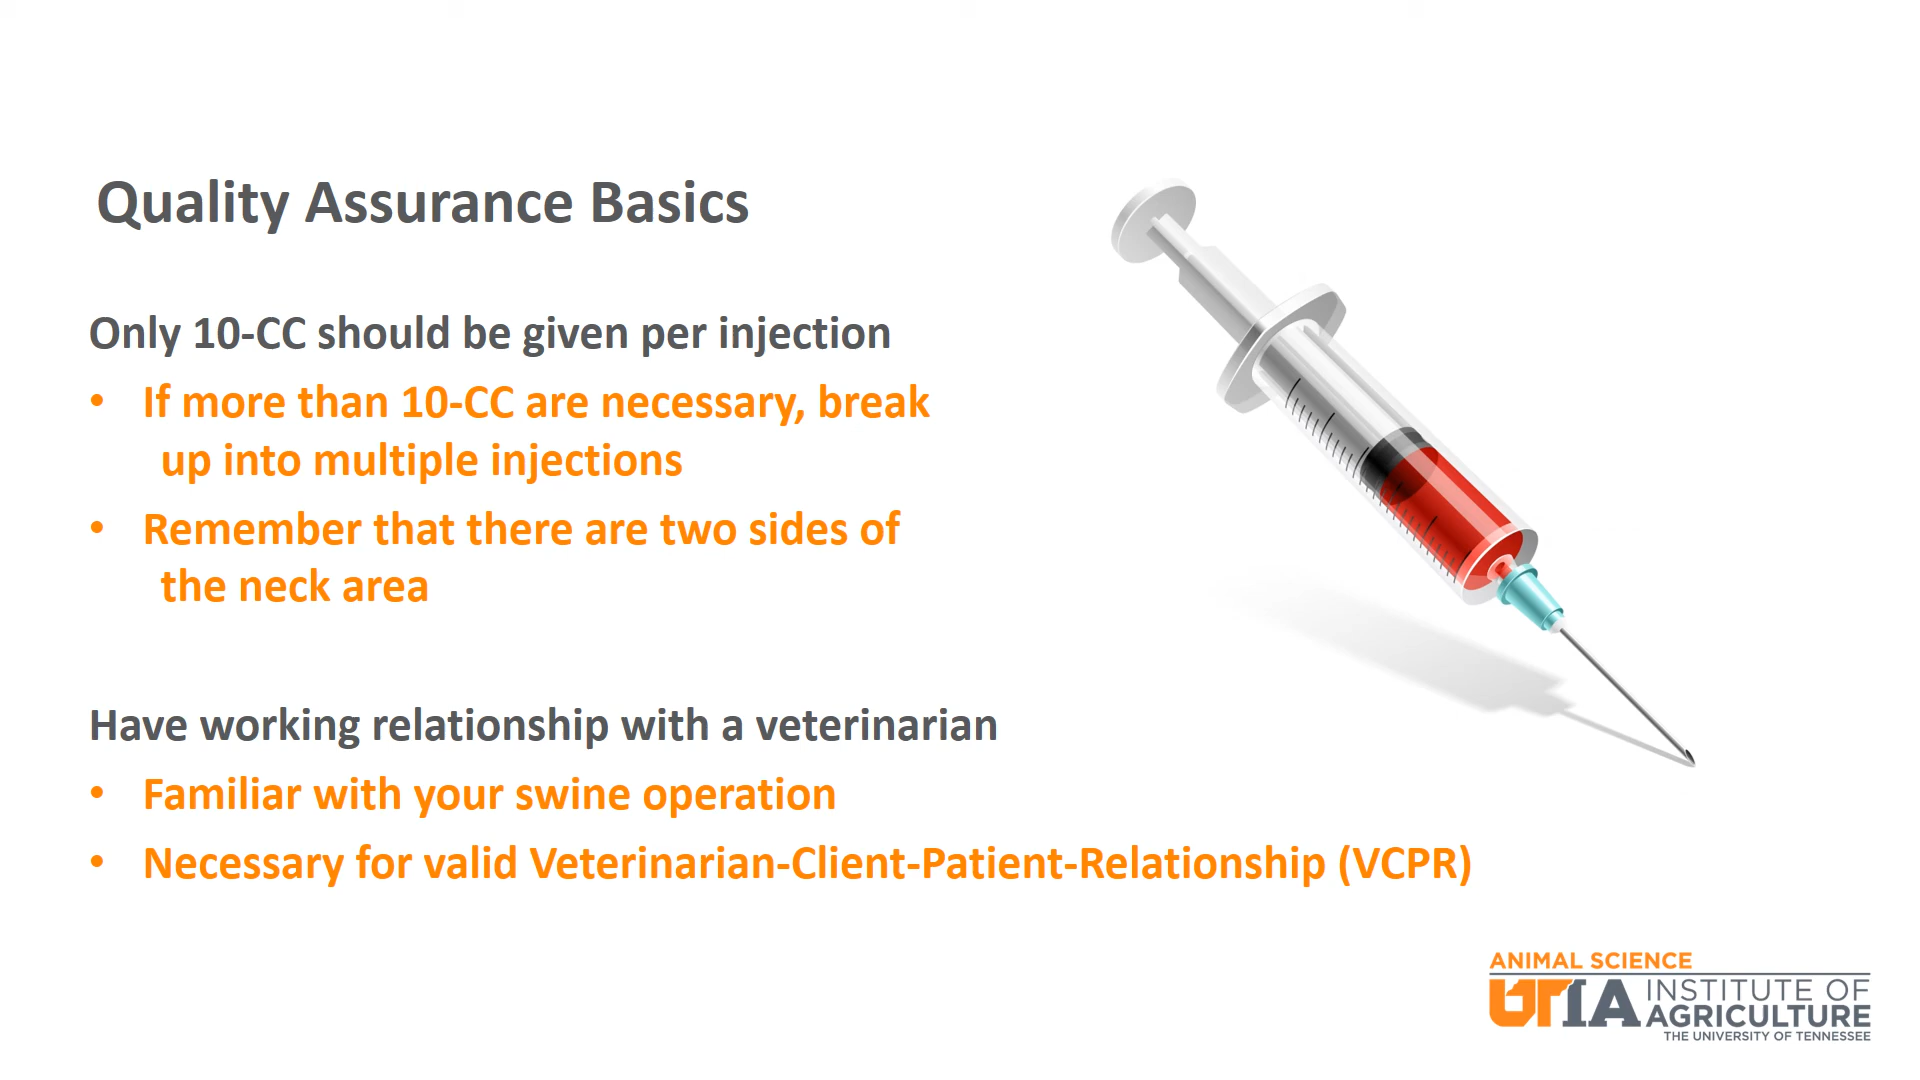 Quality Assurance Basics
Only 10-CC should be given per injection
• If more than 10-CC are necessary, break
up into multiple injections
• Remember that there are two sides of
the neck area
Have working relationship with a veterinarian
• Familiar with your swine operation
• Necessary for valid Veterinarian-Client-Patient-Relationship (VCPR)
ANIMAL SCIENCE
UTIA INSTITUTE OF
AGRICULTURE
THE UNIVERSITY OF TENNESSEE